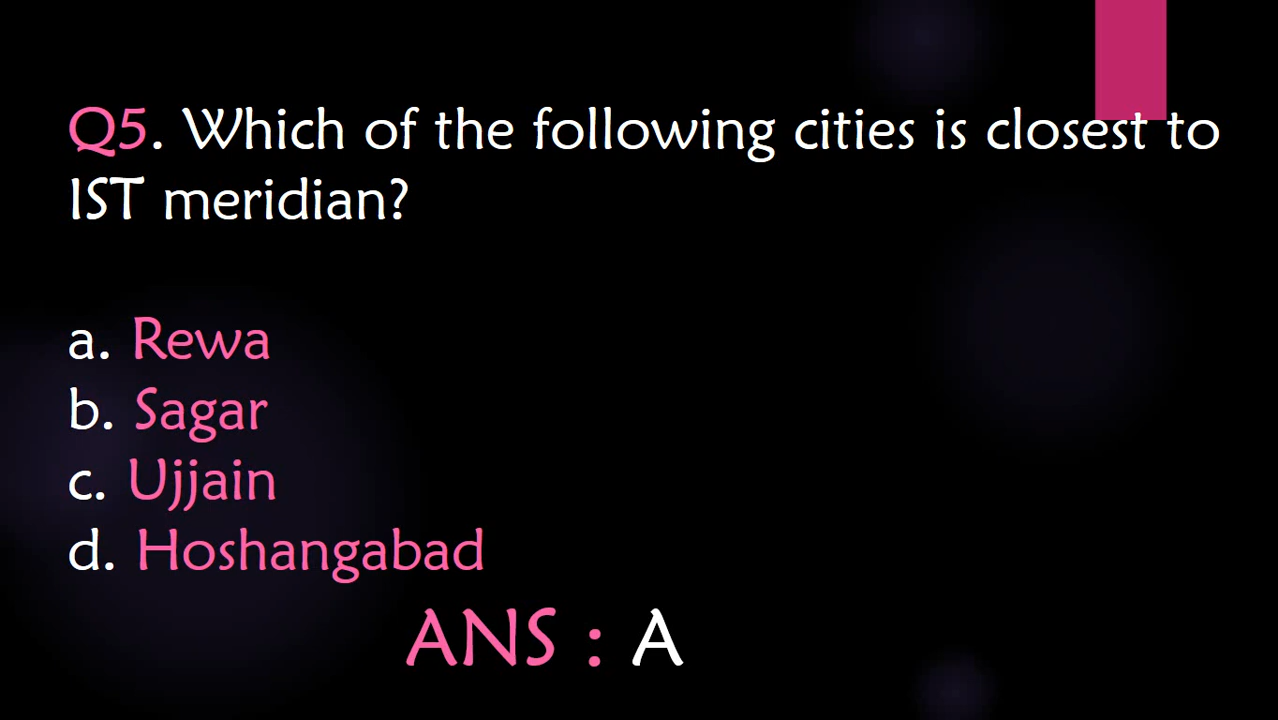 Q5. Which of the following cities is closest to
IST meridian?
a. Rewa
b. Sagar
c. Ujjain
d. Hoshangabad
ANS : A